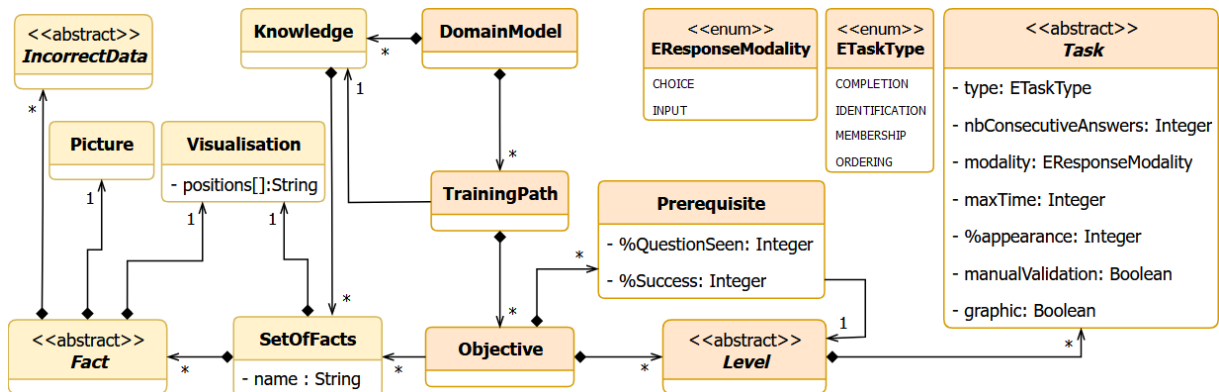 <<abstract>>
IncorrectData
Knowledge
DomainModel
<<enum>>
EResponseModality
CHOICE
INPUT
<<enum>>
ETaskType
COMPLETION
IDENTIFICATION
MEMBERSHIP
ORDERING
<<abstract>>
Task
- type: ETaskType
- nbConsecutiveAnswers: Integer
- modality: EResponseModality
- maxTime: Integer
- %appearance: Integer
- manualValidation: Boolean
- graphic: Boolean
*
1
*
*
Picture
Visualisation
- positions[]:String
*
TrainingPath
Prerequisite
- %QuestionSeen: Integer
- %Success: Integer
1
1
1
*
*
*
1
*
<<abstract>>
Fact
SetOfFacts
- name : String
Objective
<<abstract>>
Level
*
*
*